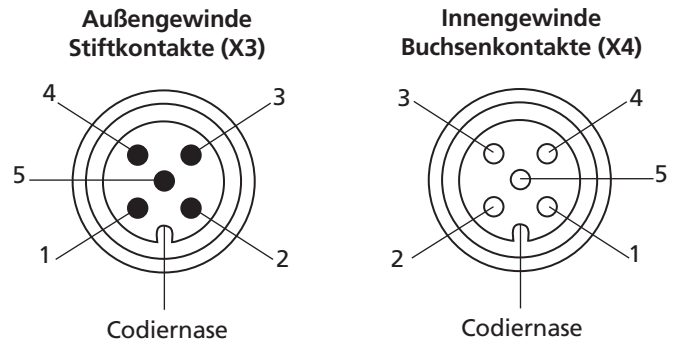 Außengewinde
Stiftkontakte (X3)
4
3
5
1
2
Codiernase
Innengewinde
Buchsenkontakte (X4)
3
4
5
2
1
Codiernase